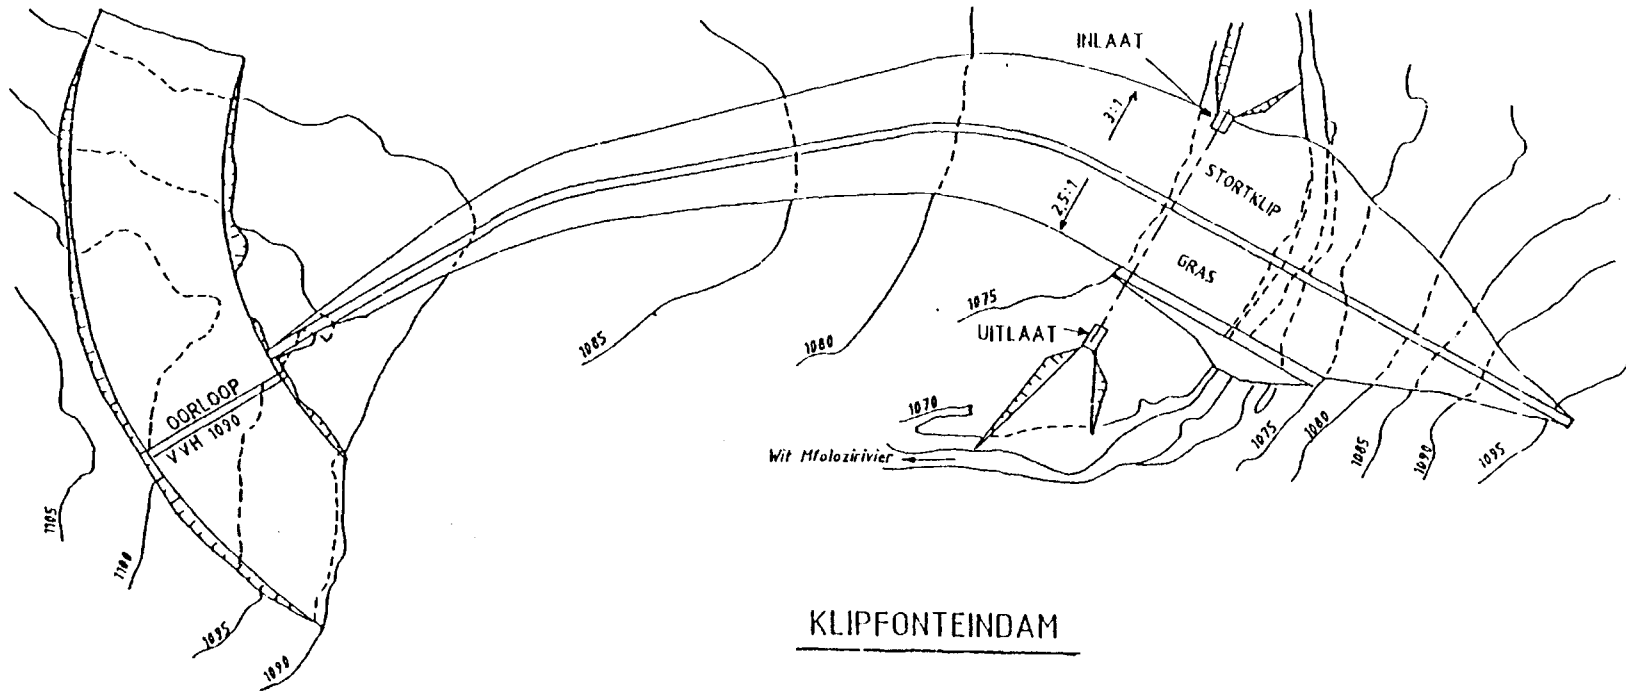 INLAAT
3:1
STORTKLIP
2,5:1
GRAS
1075
UITLAAT
1085
1080
1070
Wit Mfolozirivier
OORLOOP
VVH 1090
1105
1100
1095
1090
1075
1080
1085
1090
1095
KLIPFONTEINDAM